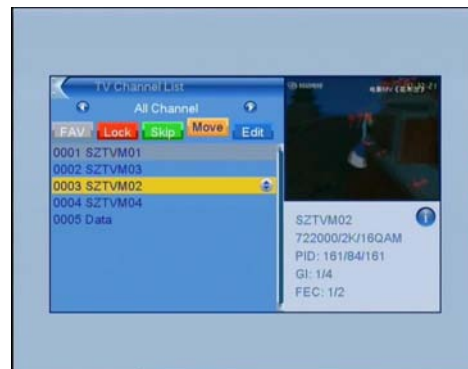 TV Channel List
All Channel
FAV Lock Skip Move Edit
0001 SZTVM01
0002 SZTVM03
0003 SZTVM02
0004 SZTVM04
0005 Data
SZTVM02
722000/2K/16QAM
PID: 161/84/161
GI: 1/4
FEC: 1/2